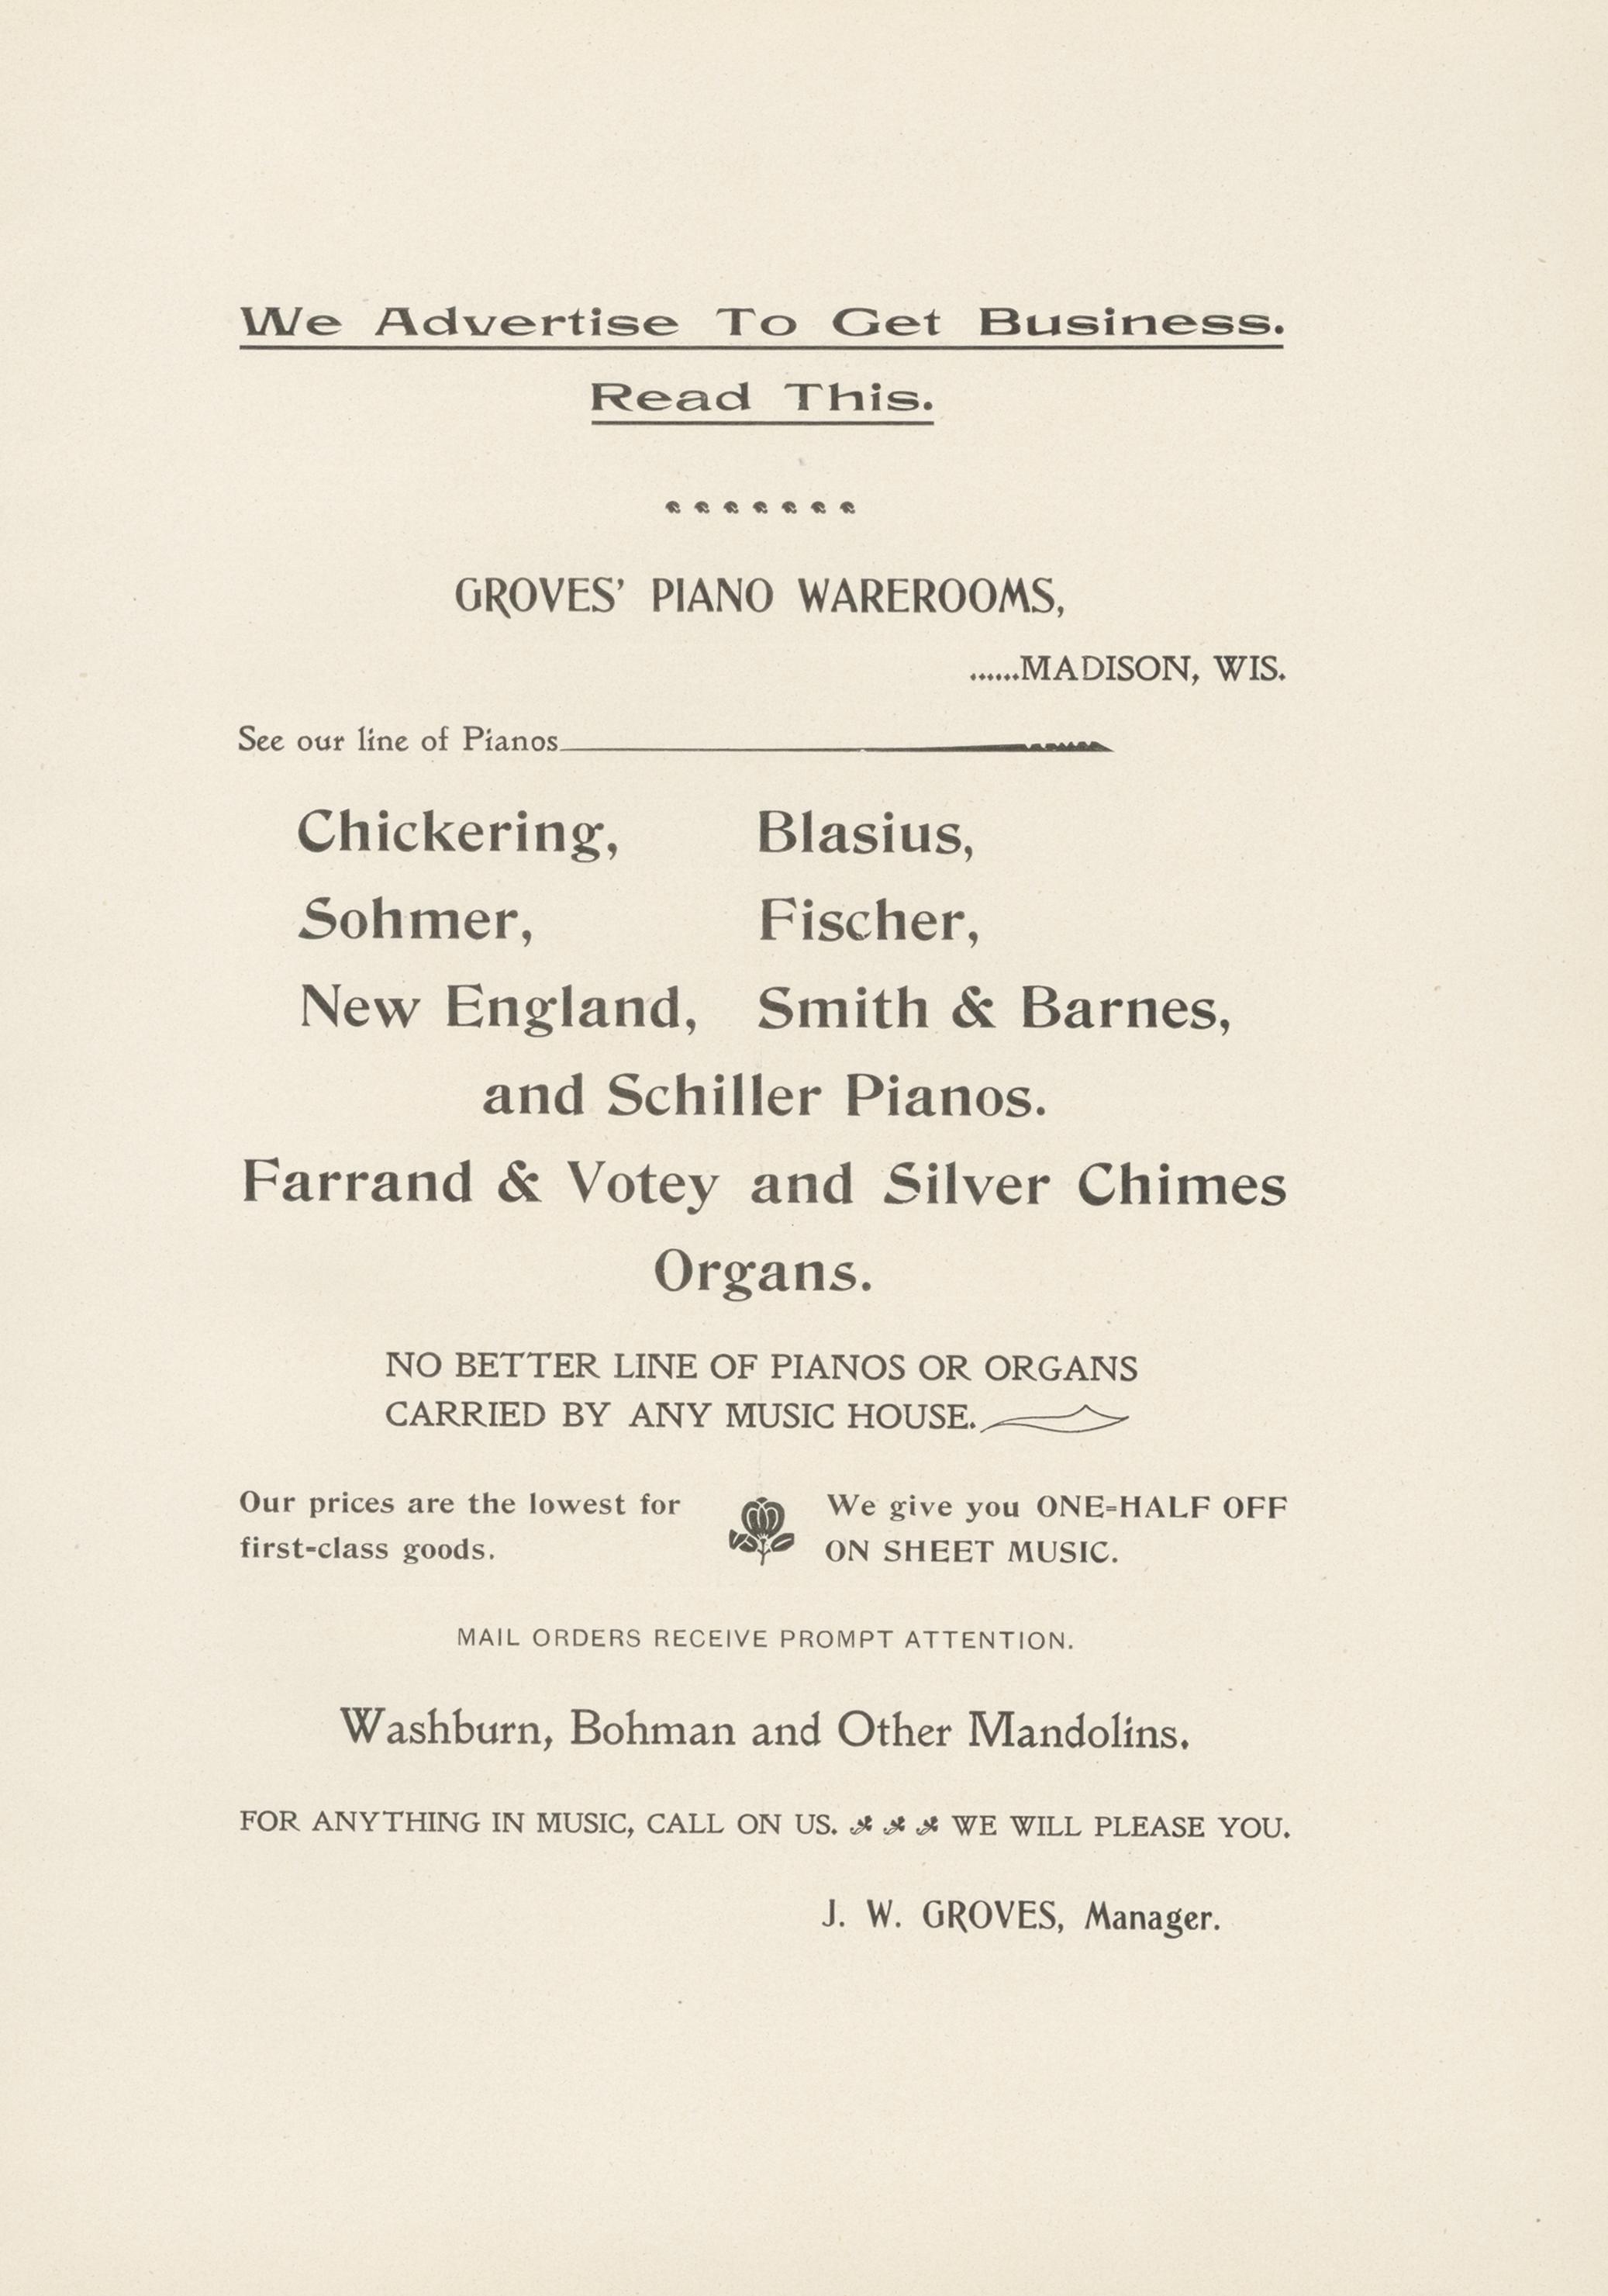 We Advertise To Get Business.
Read This.
GROVES' PIANO WAREROOMS,
......MADISON, WIS.
See our line of Pianos
Chickering, Blasius,
Sohmer, Fischer,
New England, Smith & Barnes,
and Schiller Pianos.
Farrand & Votey and Silver Chimes
Organs.
NO BETTER LINE OF PIANOS OR ORGANS
CARRIED BY ANY MUSIC HOUSE.
Our prices are the lowest for
first-class goods.
We give you ONE-HALF OFF
ON SHEET MUSIC.
MAIL ORDERS RECEIVE PROMPT ATTENTION.
Washburn, Bohman and Other Mandolins.
FOR ANYTHING IN MUSIC, CALL ON US. WE WILL PLEASE YOU.
J. W. GROVES, Manager.